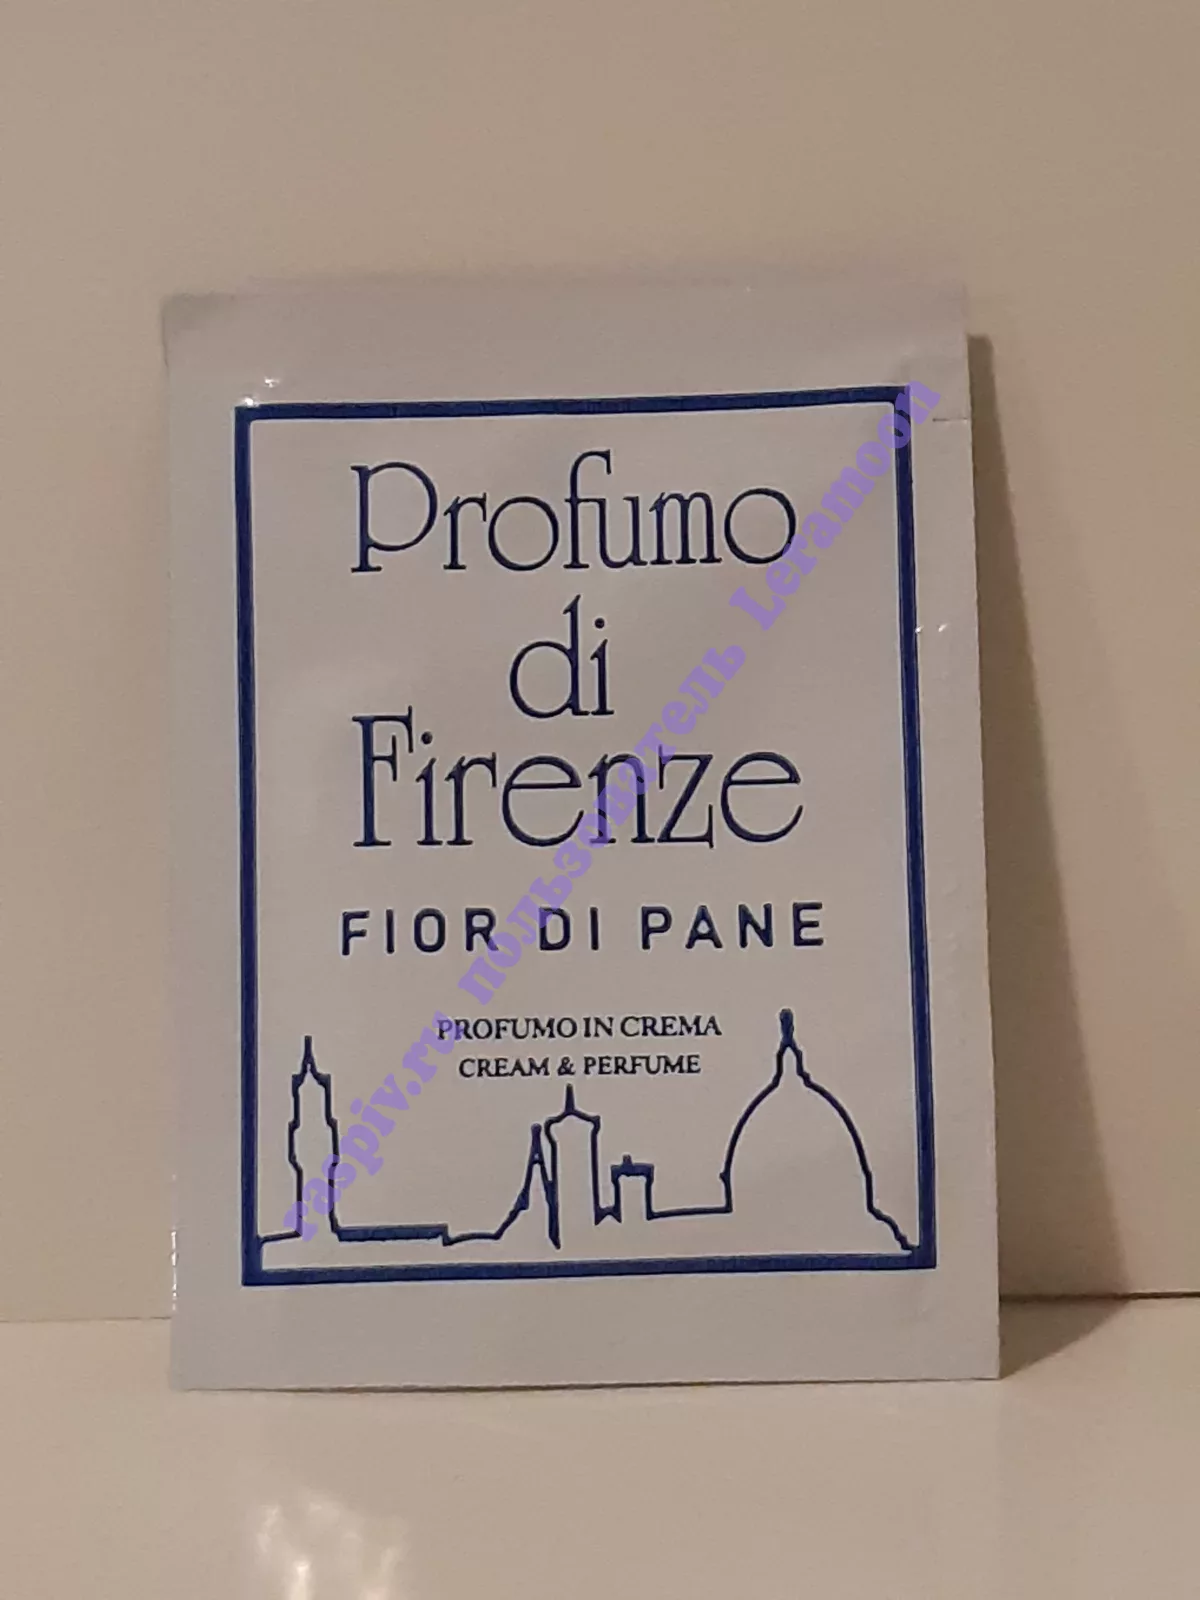 Profumo
di
Firenze
FIOR DI PANE
PROFUMO IN CREMA
CREAM & PERFUME
raspiv.ru пользователь Leramoon